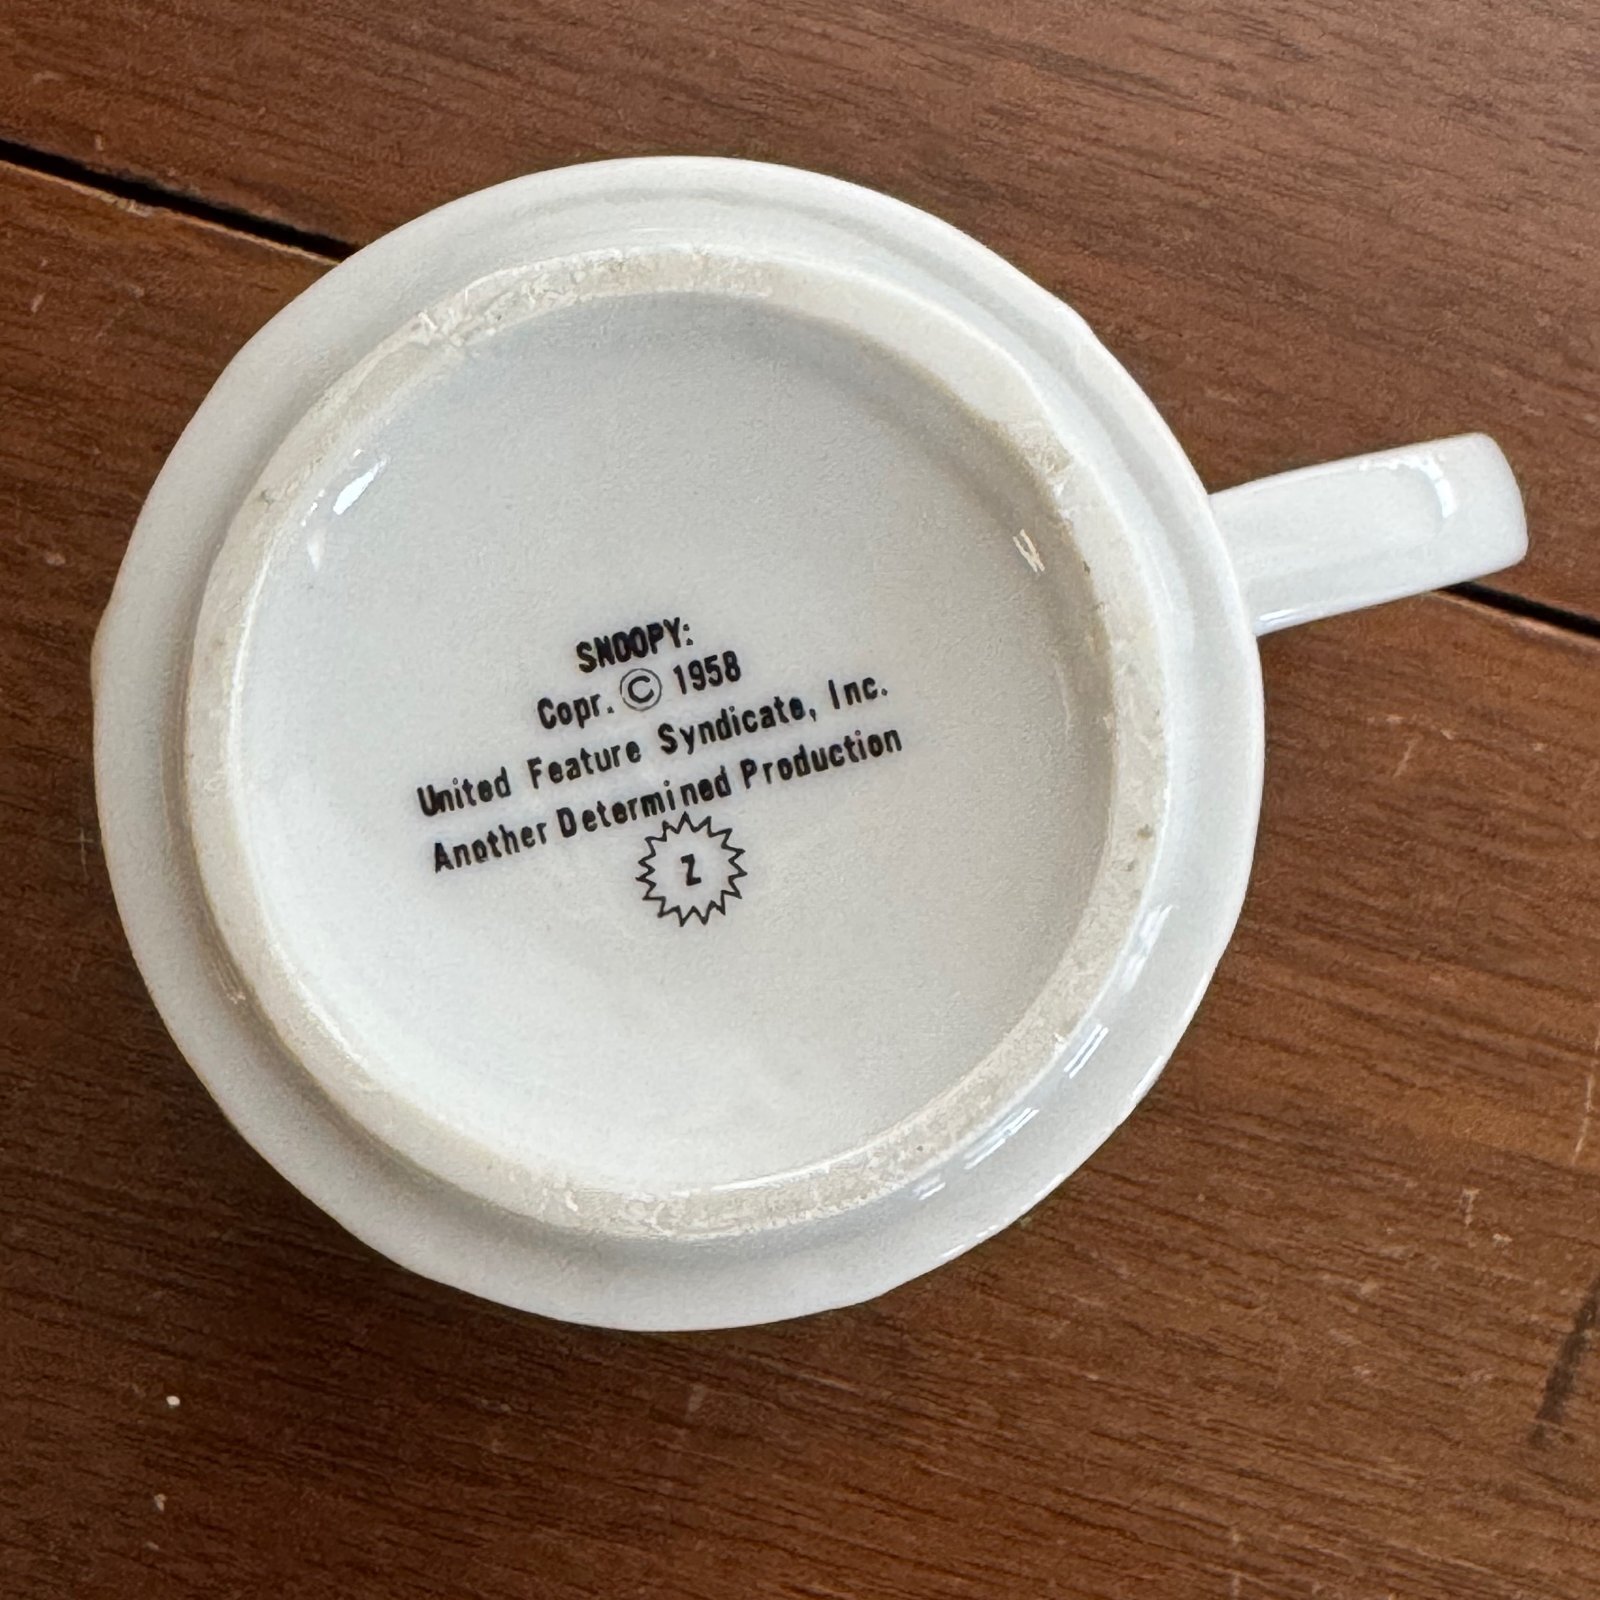 SNOOPY:
Copr. © 1958
United Feature Syndicate, Inc.
Another Determined Production
Z